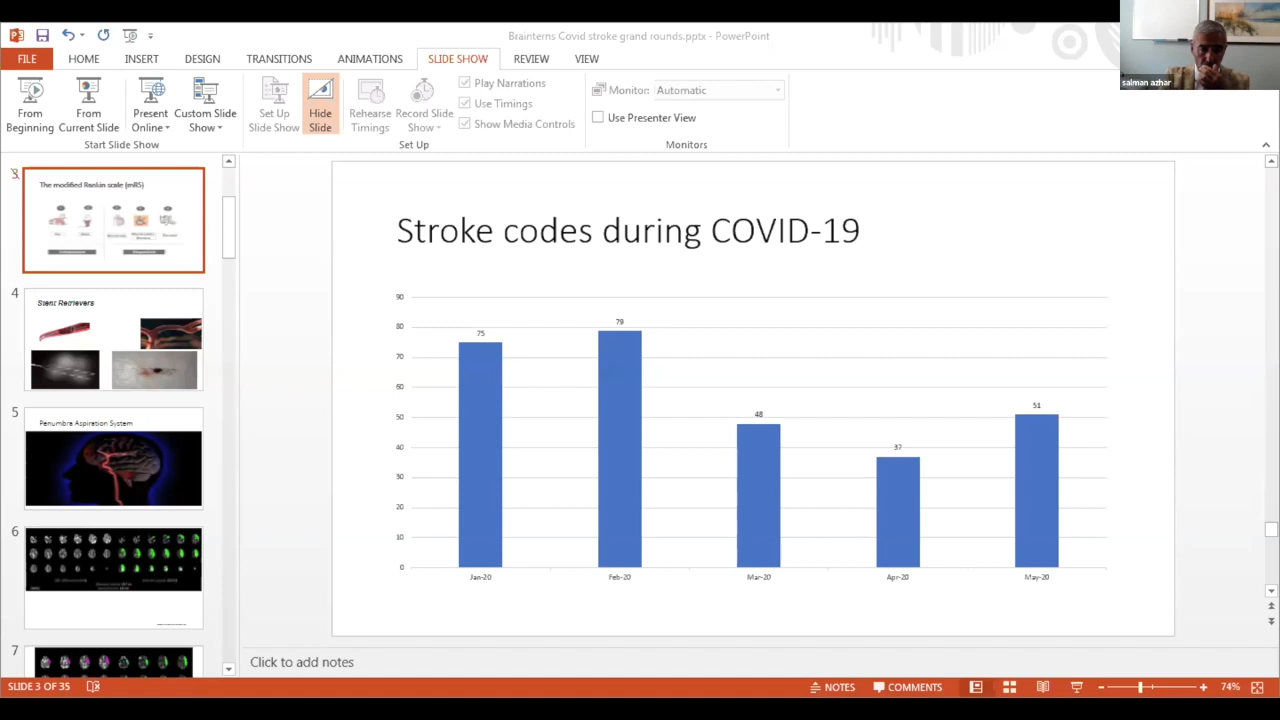 Brainterns Covid stroke grand rounds.pptx - PowerPoint
FILE HOME INSERT DESIGN TRANSITIONS ANIMATIONS SLIDE SHOW REVIEW VIEW
salman azhar
From Beginning
From Current Slide
Present Online
Custom Slide Show
Start Slide Show
Set Up Slide Show
Hide Slide
Rehearse Timings
Record Slide Show
Play Narrations
Use Timings
Show Media Controls
Set Up
Monitor: Automatic
Use Presenter View
Monitors
3
The modified Rankin scale (mRS)
4
Stent Retrievers
5
Penumbra Aspiration System
6
7
Stroke codes during COVID-19
90
80
70
60
50
40
30
20
10
0
75
79
48
37
51
Jan-20 Feb-20 Mar-20 Apr-20 May-20
Click to add notes
SLIDE 3 OF 35
NOTES COMMENTS 74%